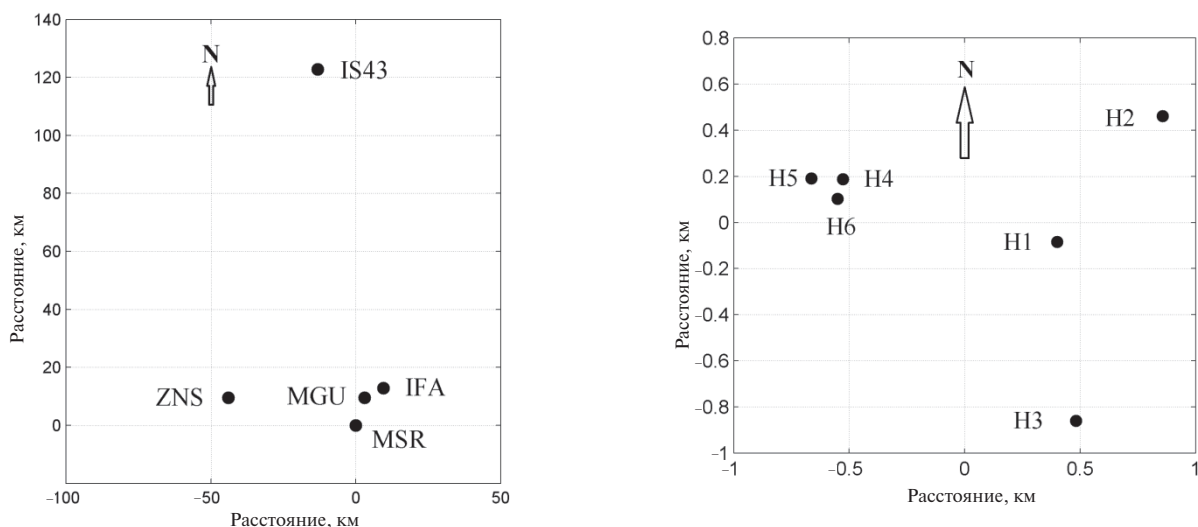 140
120
100
80
60
40
20
0
−100
−50
0
50
Расстояние, км
Расстояние, км
N
IS43
ZNS
MGU
IFA
MSR
0.8
0.6
0.4
0.2
0
−0.2
−0.4
−0.6
−0.8
−1
−1
−0.5
0
0.5
1
Расстояние, км
Расстояние, км
N
H2
H5
H4
H6
H1
H3